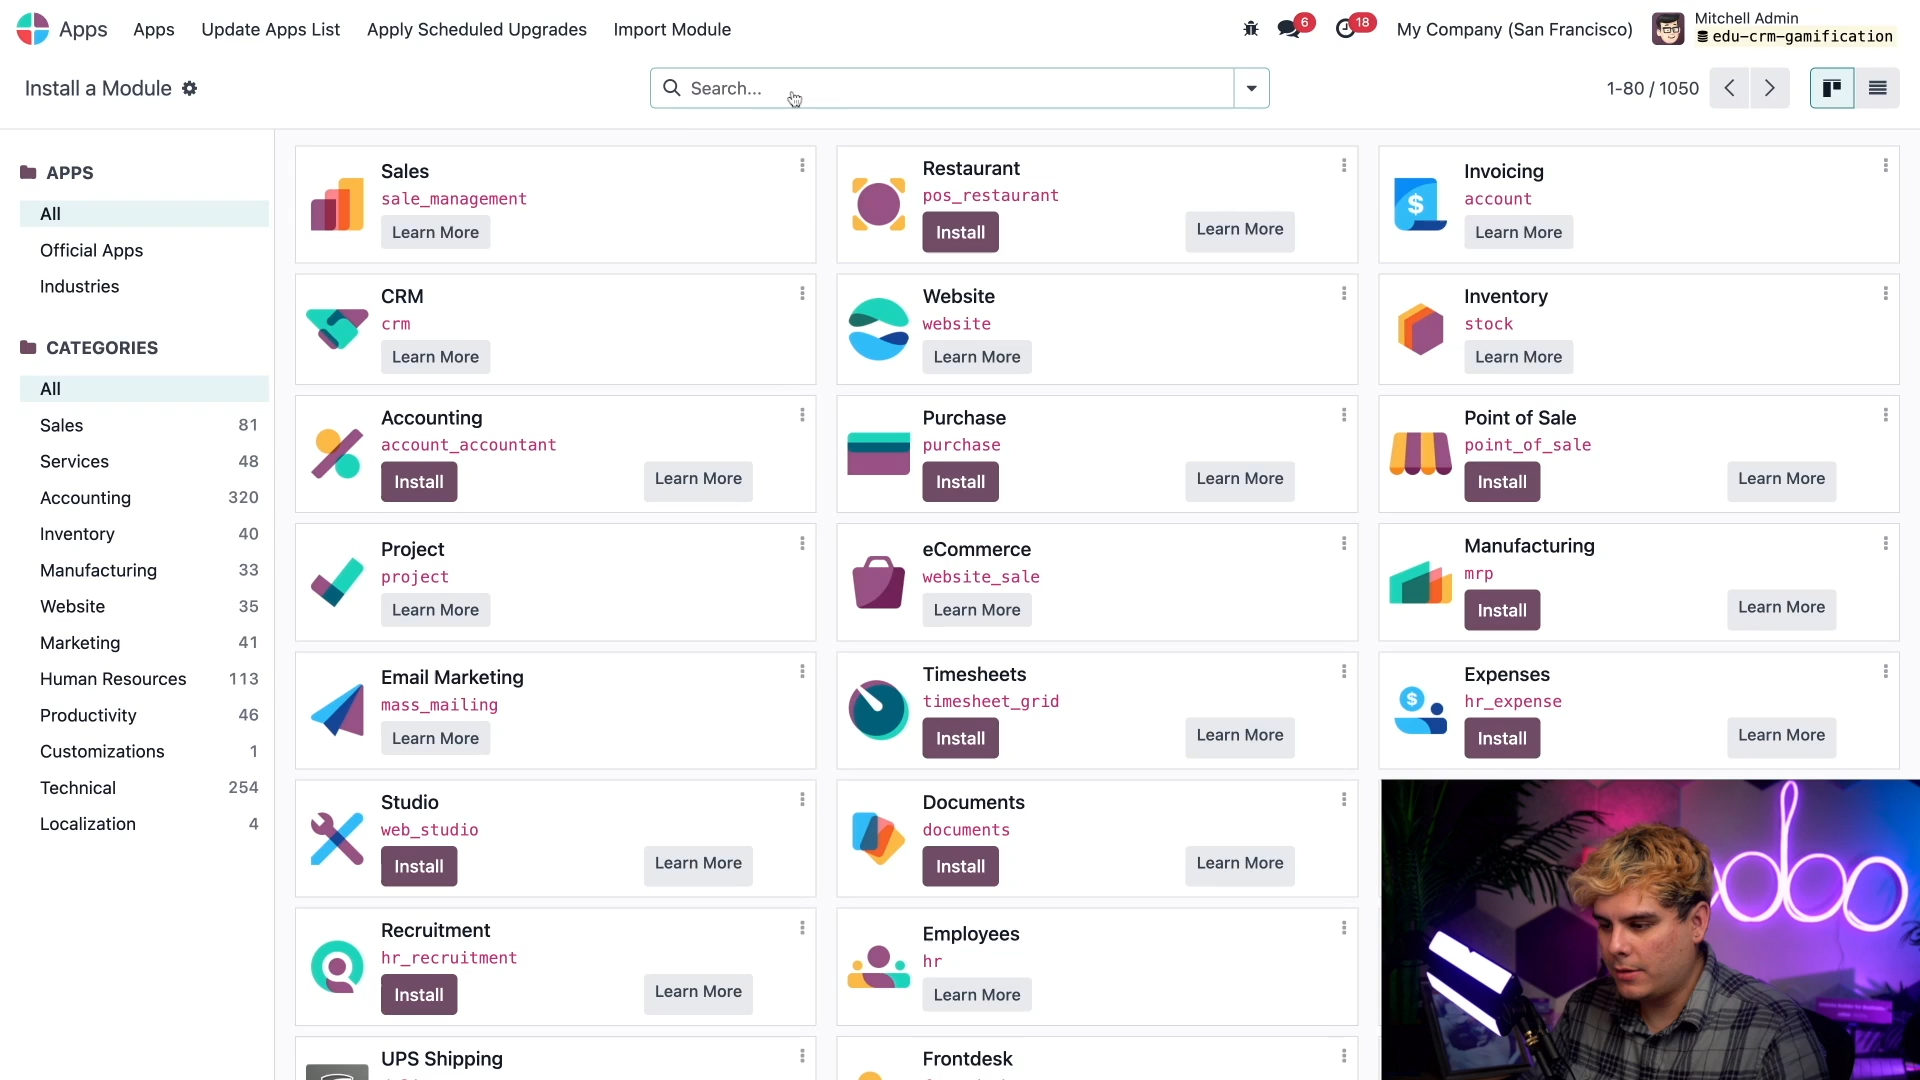 Apps
Apps
Update Apps List
Apply Scheduled Upgrades
Import Module
6
18
My Company (San Francisco)
Mitchell Admin
edu-crm-gamification
Install a Module
Search...
1-80 / 1050
APPS
All
Official Apps
Industries
CATEGORIES
All
Sales 81
Services 48
Accounting 320
Inventory 40
Manufacturing 33
Website 35
Marketing 41
Human Resources 113
Productivity 46
Customizations 1
Technical 254
Localization 4
Sales
sale_management
Learn More
Restaurant
pos_restaurant
Install
Learn More
Invoicing
account
Learn More
CRM
crm
Learn More
Website
website
Learn More
Inventory
stock
Learn More
Accounting
account_accountant
Install
Learn More
Purchase
purchase
Install
Learn More
Point of Sale
point_of_sale
Install
Learn More
Project
project
Learn More
eCommerce
website_sale
Learn More
Manufacturing
mrp
Install
Learn More
Email Marketing
mass_mailing
Learn More
Timesheets
timesheet_grid
Install
Learn More
Expenses
hr_expense
Install
Learn More
Studio
web_studio
Install
Learn More
Documents
documents
Install
Learn More
Recruitment
hr_recruitment
Install
Learn More
Employees
hr
Learn More
UPS Shipping
Frontdesk
odoo